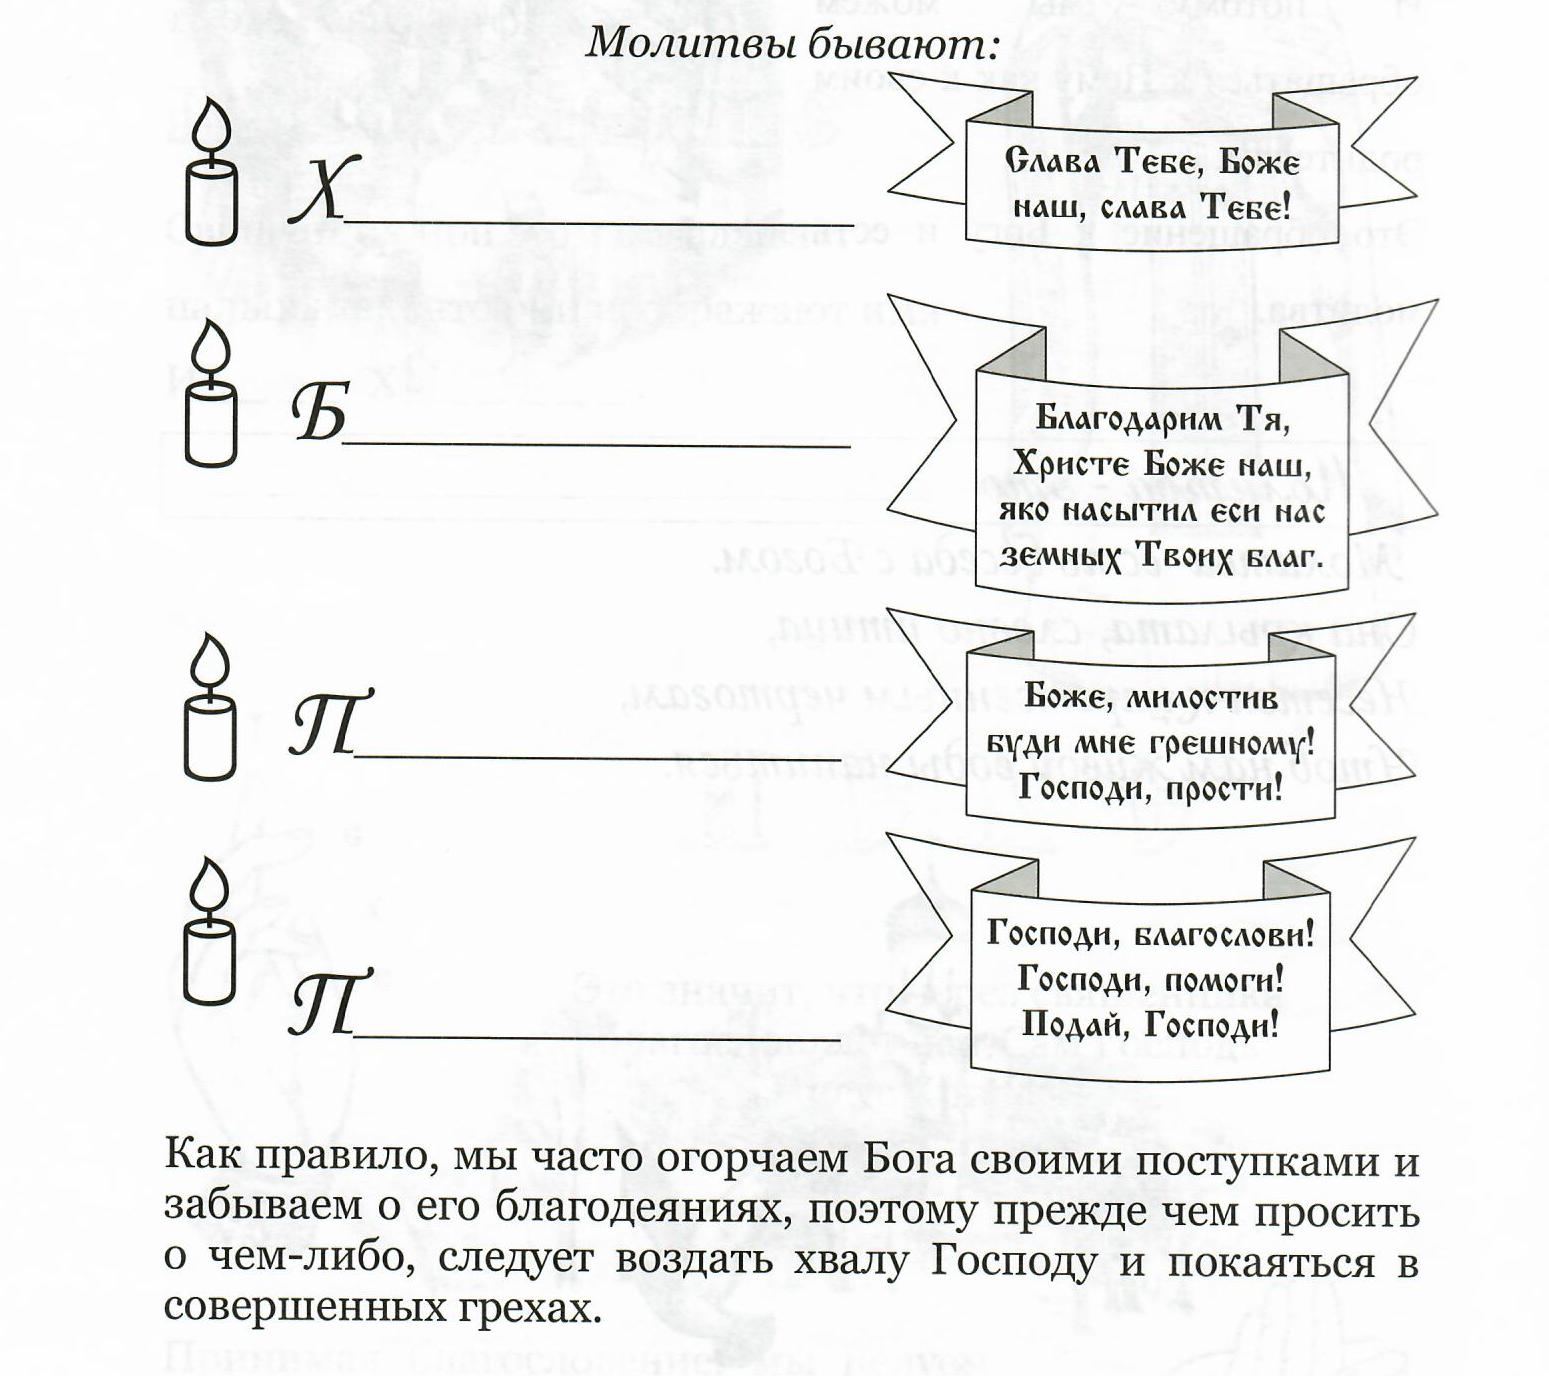 Молитвы бывают:
Х
Слава Тебе, Боже
наш, слава Тебе!
Б
Благодарим Тя,
Христе Боже наш,
яко насытил еси нас
земных Твоих благ.
П
Боже, милостив
буди мне грешному!
Господи, прости!
П
Господи, благослови!
Господи, помоги!
Подай, Господи!
Как правило, мы часто огорчаем Бога своими поступками и
забываем о его благодеяниях, поэтому прежде чем просить
о чем-либо, следует воздать хвалу Господу и покаяться в
совершенных грехах.